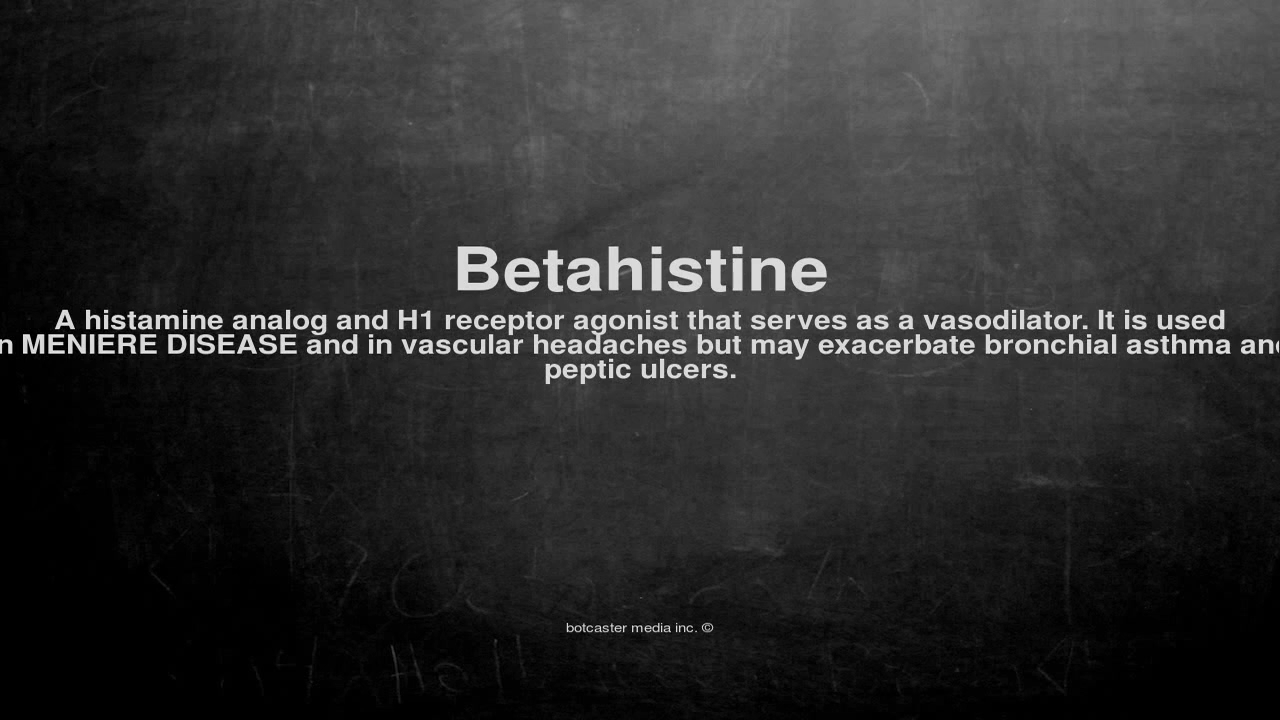 Betahistine
A histamine analog and H1 receptor agonist that serves as a vasodilator. It is used
n MENIERE DISEASE and in vascular headaches but may exacerbate bronchial asthma and
peptic ulcers.
botcaster media inc. ©